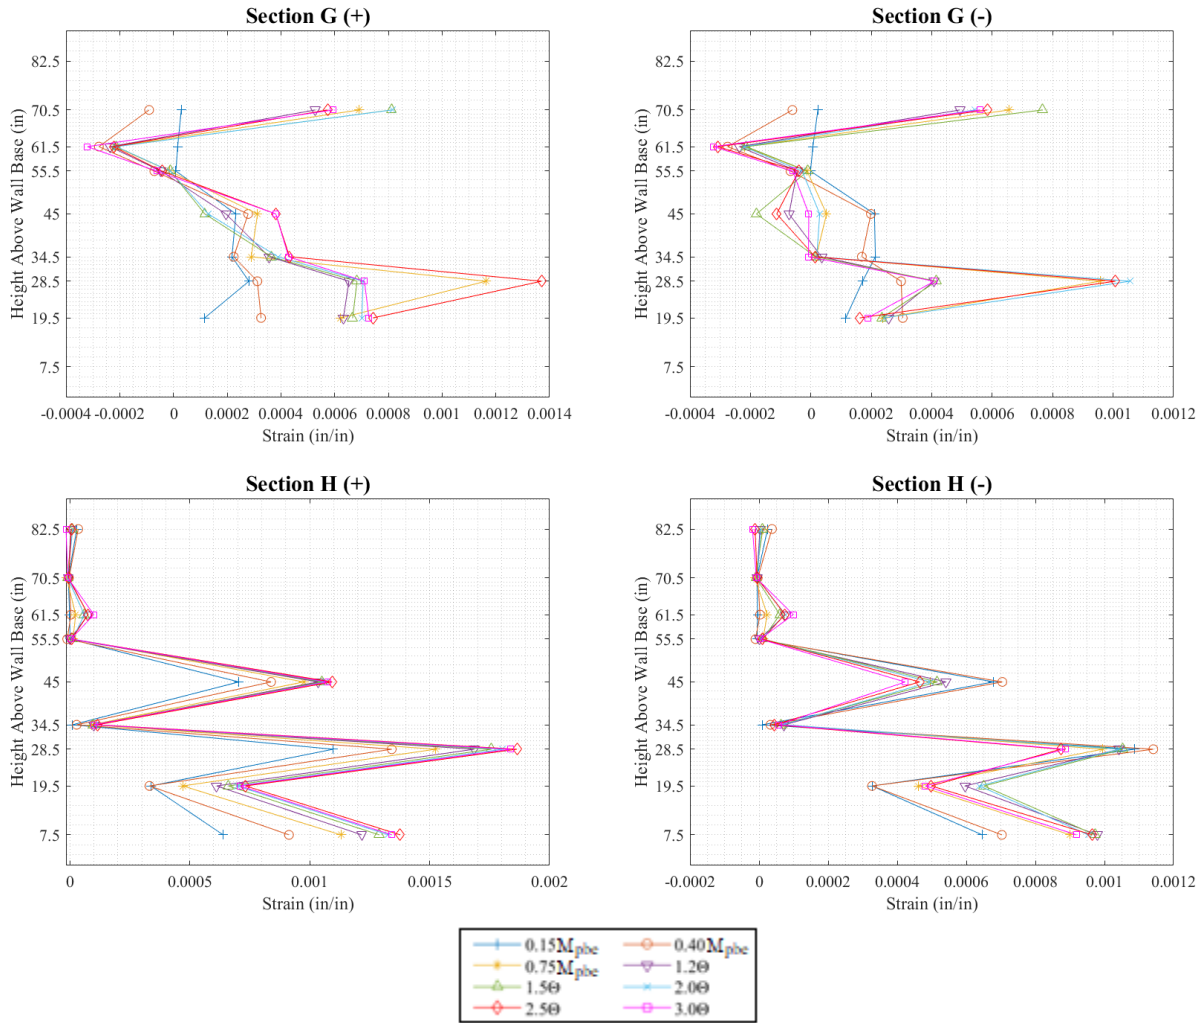 Section G (+)
Height Above Wall Base (in)
82.5
70.5
61.5
55.5
45
34.5
28.5
19.5
7.5
-0.0004 -0.0002 0 0.0002 0.0004 0.0006 0.0008 0.001 0.0012 0.0014
Strain (in/in)
Section G (-)
Height Above Wall Base (in)
82.5
70.5
61.5
55.5
45
34.5
28.5
19.5
7.5
-0.0004 -0.0002 0 0.0002 0.0004 0.0006 0.0008 0.001 0.0012
Strain (in/in)
Section H (+)
Height Above Wall Base (in)
82.5
70.5
61.5
55.5
45
34.5
28.5
19.5
7.5
0 0.0005 0.001 0.0015 0.002
Strain (in/in)
Section H (-)
Height Above Wall Base (in)
82.5
70.5
61.5
55.5
45
34.5
28.5
19.5
7.5
-0.0002 0 0.0002 0.0004 0.0006 0.0008 0.001 0.0012
Strain (in/in)
0.15Mpbe 0.40Mpbe
0.75Mpbe 1.2Θ
1.5Θ 2.0Θ
2.5Θ 3.0Θ